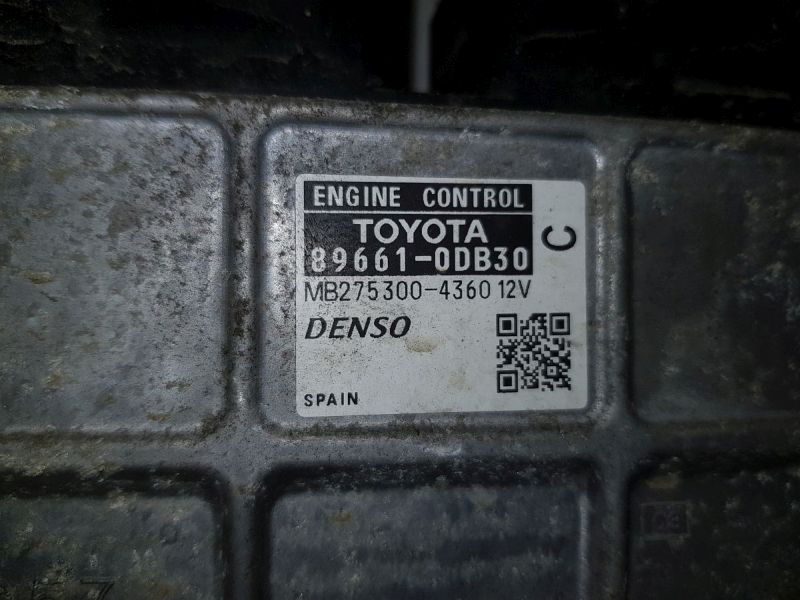 ENGINE CONTROL
TOYOTA
89661-0DB30
C
MB275300-4360 12V
DENSO
SPAIN